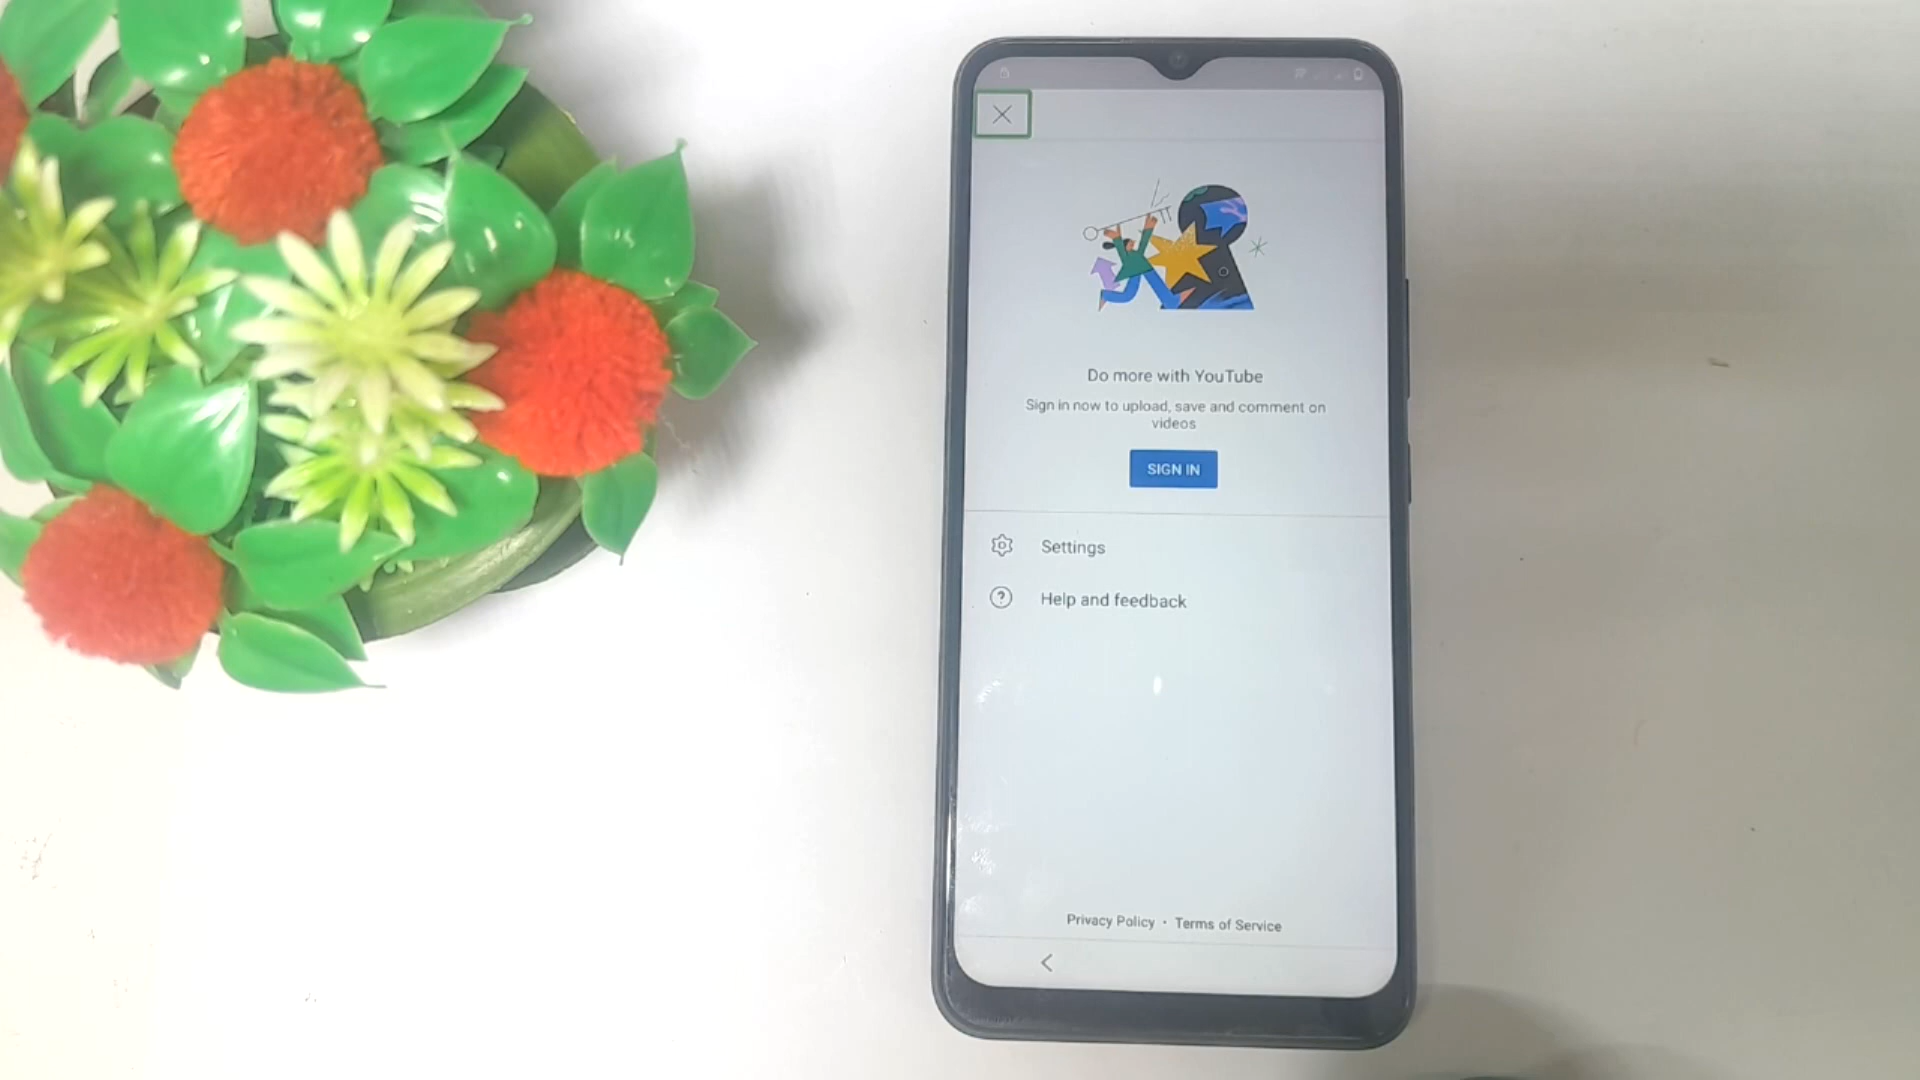 Do more with YouTube
Sign in now to upload, save and comment on
videos
SIGN IN
Settings
Help and feedback
Privacy Policy • Terms of Service